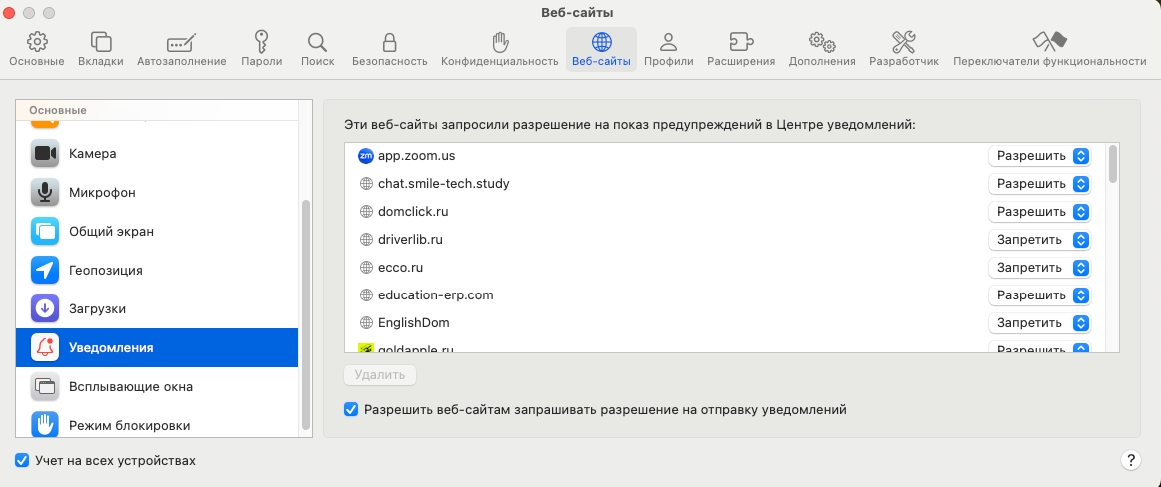 Веб-сайты
Основные Вкладки Автозаполнение Пароли Поиск Безопасность Конфиденциальность Веб-сайты Профили Расширения Дополнения Разработчик Переключатели функциональности
Основные
Камера
Микрофон
Общий экран
Геопозиция
Загрузки
Уведомления
Всплывающие окна
Режим блокировки
Учет на всех устройствах
Эти веб-сайты запросили разрешение на показ предупреждений в Центре уведомлений:
zm app.zoom.us Разрешить
chat.smile-tech.study Разрешить
domclick.ru Разрешить
driverlib.ru Запретить
ecco.ru Запретить
education-erp.com Разрешить
EnglishDom Запретить
goldapple.ru Разрешить
Удалить
Разрешить веб-сайтам запрашивать разрешение на отправку уведомлений
?